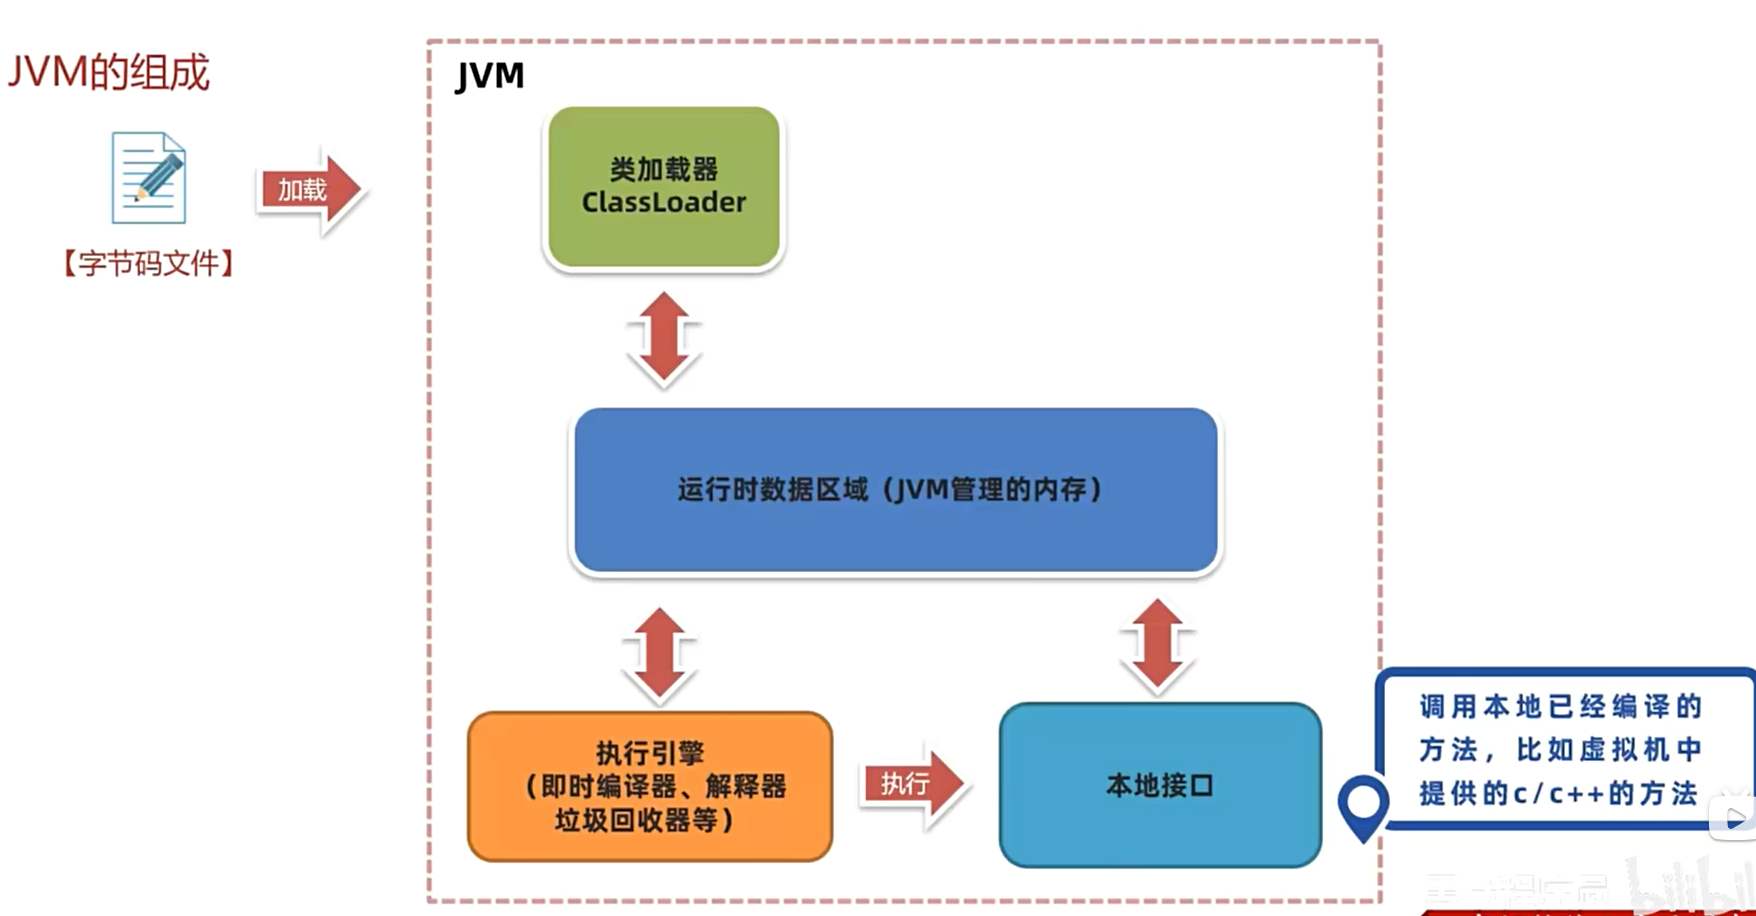 JVM的组成
JVM
类加载器
ClassLoader
加载
【字节码文件】
运行时数据区域（JVM管理的内存）
执行引擎
（即时编译器、解释器
垃圾回收器等）
执行
本地接口
调用本地已经编译的
方法，比如虚拟机中
提供的c/c++的方法